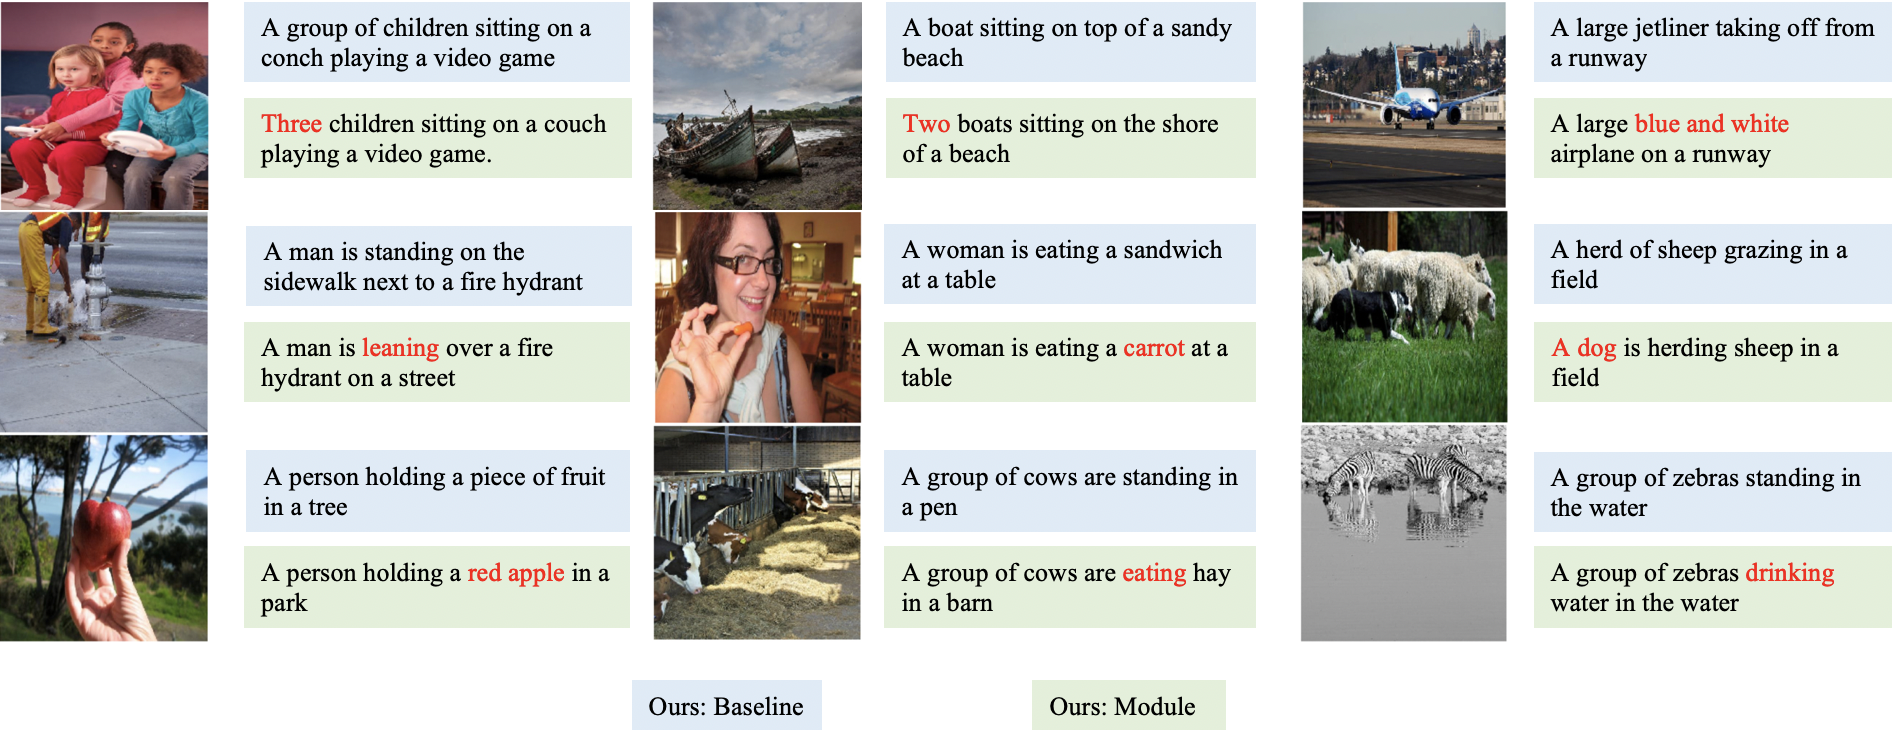 A group of children sitting on a
conch playing a video game
Three children sitting on a couch
playing a video game.
A boat sitting on top of a sandy
beach
Two boats sitting on the shore
of a beach
A large jetliner taking off from
a runway
A large blue and white
airplane on a runway
A man is standing on the
sidewalk next to a fire hydrant
A man is leaning over a fire
hydrant on a street
A woman is eating a sandwich
at a table
A woman is eating a carrot at a
table
A herd of sheep grazing in a
field
A dog is herding sheep in a
field
A person holding a piece of fruit
in a tree
A person holding a red apple in a
park
A group of cows are standing in
a pen
A group of cows are eating hay
in a barn
A group of zebras standing in
the water
A group of zebras drinking
water in the water
Ours: Baseline
Ours: Module